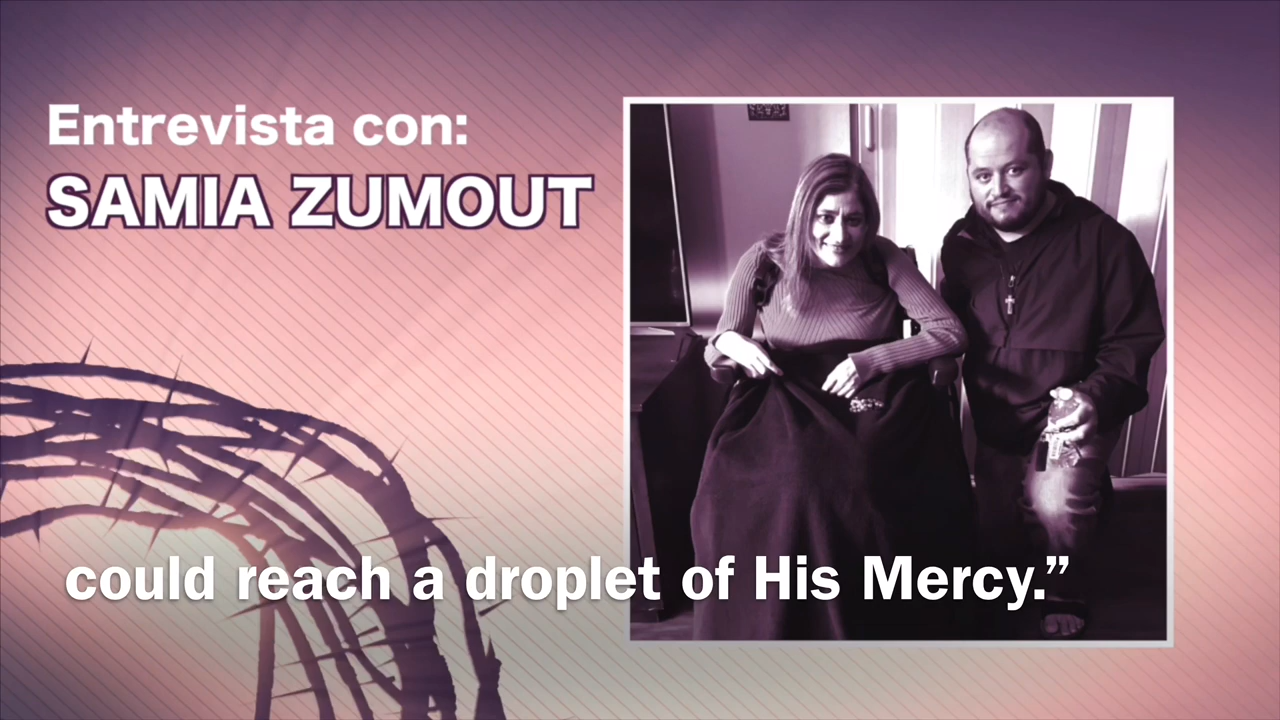 Entrevista con:
SAMIA ZUMOUT
could reach a droplet of His Mercy.”